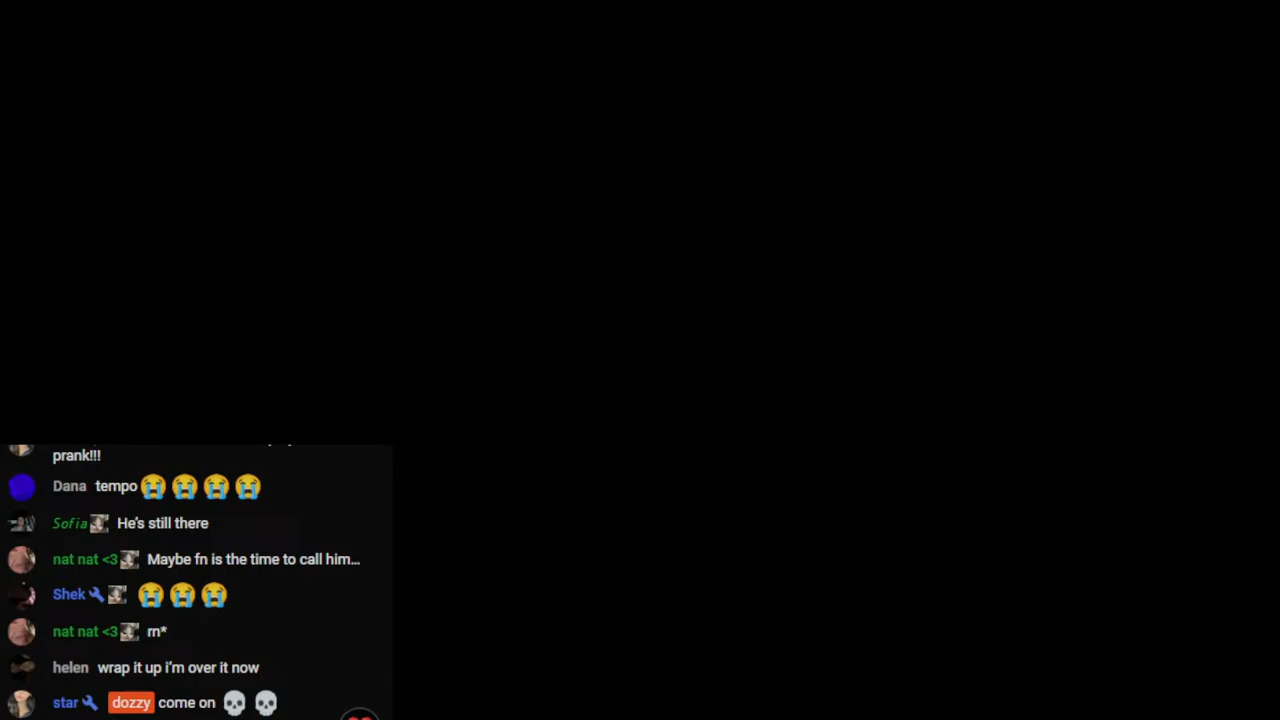 prank!!!
Dana tempo😭😭😭😭
Sofia He's still there
nat nat <3 Maybe fn is the time to call him...
Shek 😭😭😭
nat nat <3 rn*
helen wrap it up i'm over it now
star dozzy come on 💀💀